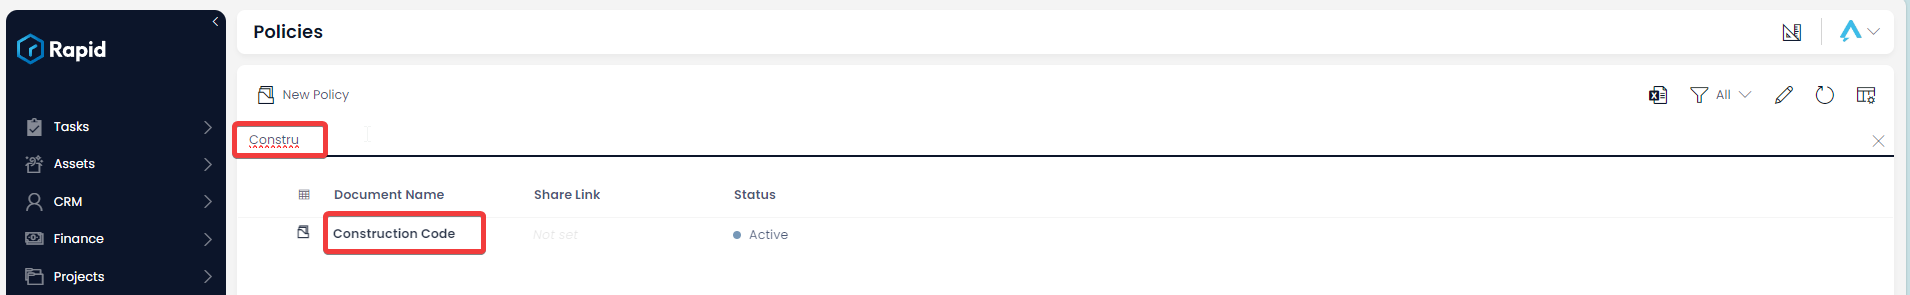 Rapid
Tasks
Assets
CRM
Finance
Projects
Policies
New Policy
All
Constru
Document Name Share Link Status
Construction Code Not set Active